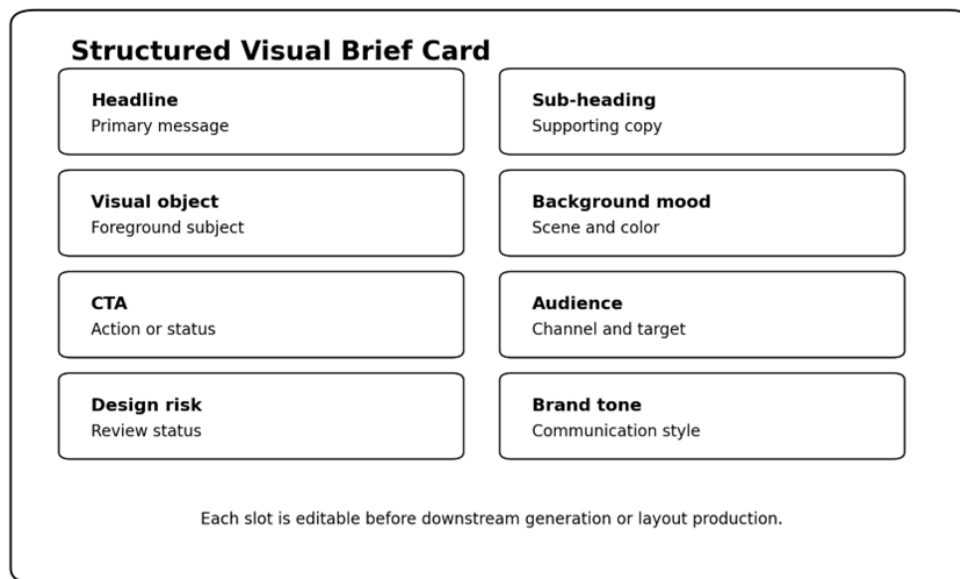 Structured Visual Brief Card
Headline
Primary message
Sub-heading
Supporting copy
Visual object
Foreground subject
Background mood
Scene and color
CTA
Action or status
Audience
Channel and target
Design risk
Review status
Brand tone
Communication style
Each slot is editable before downstream generation or layout production.